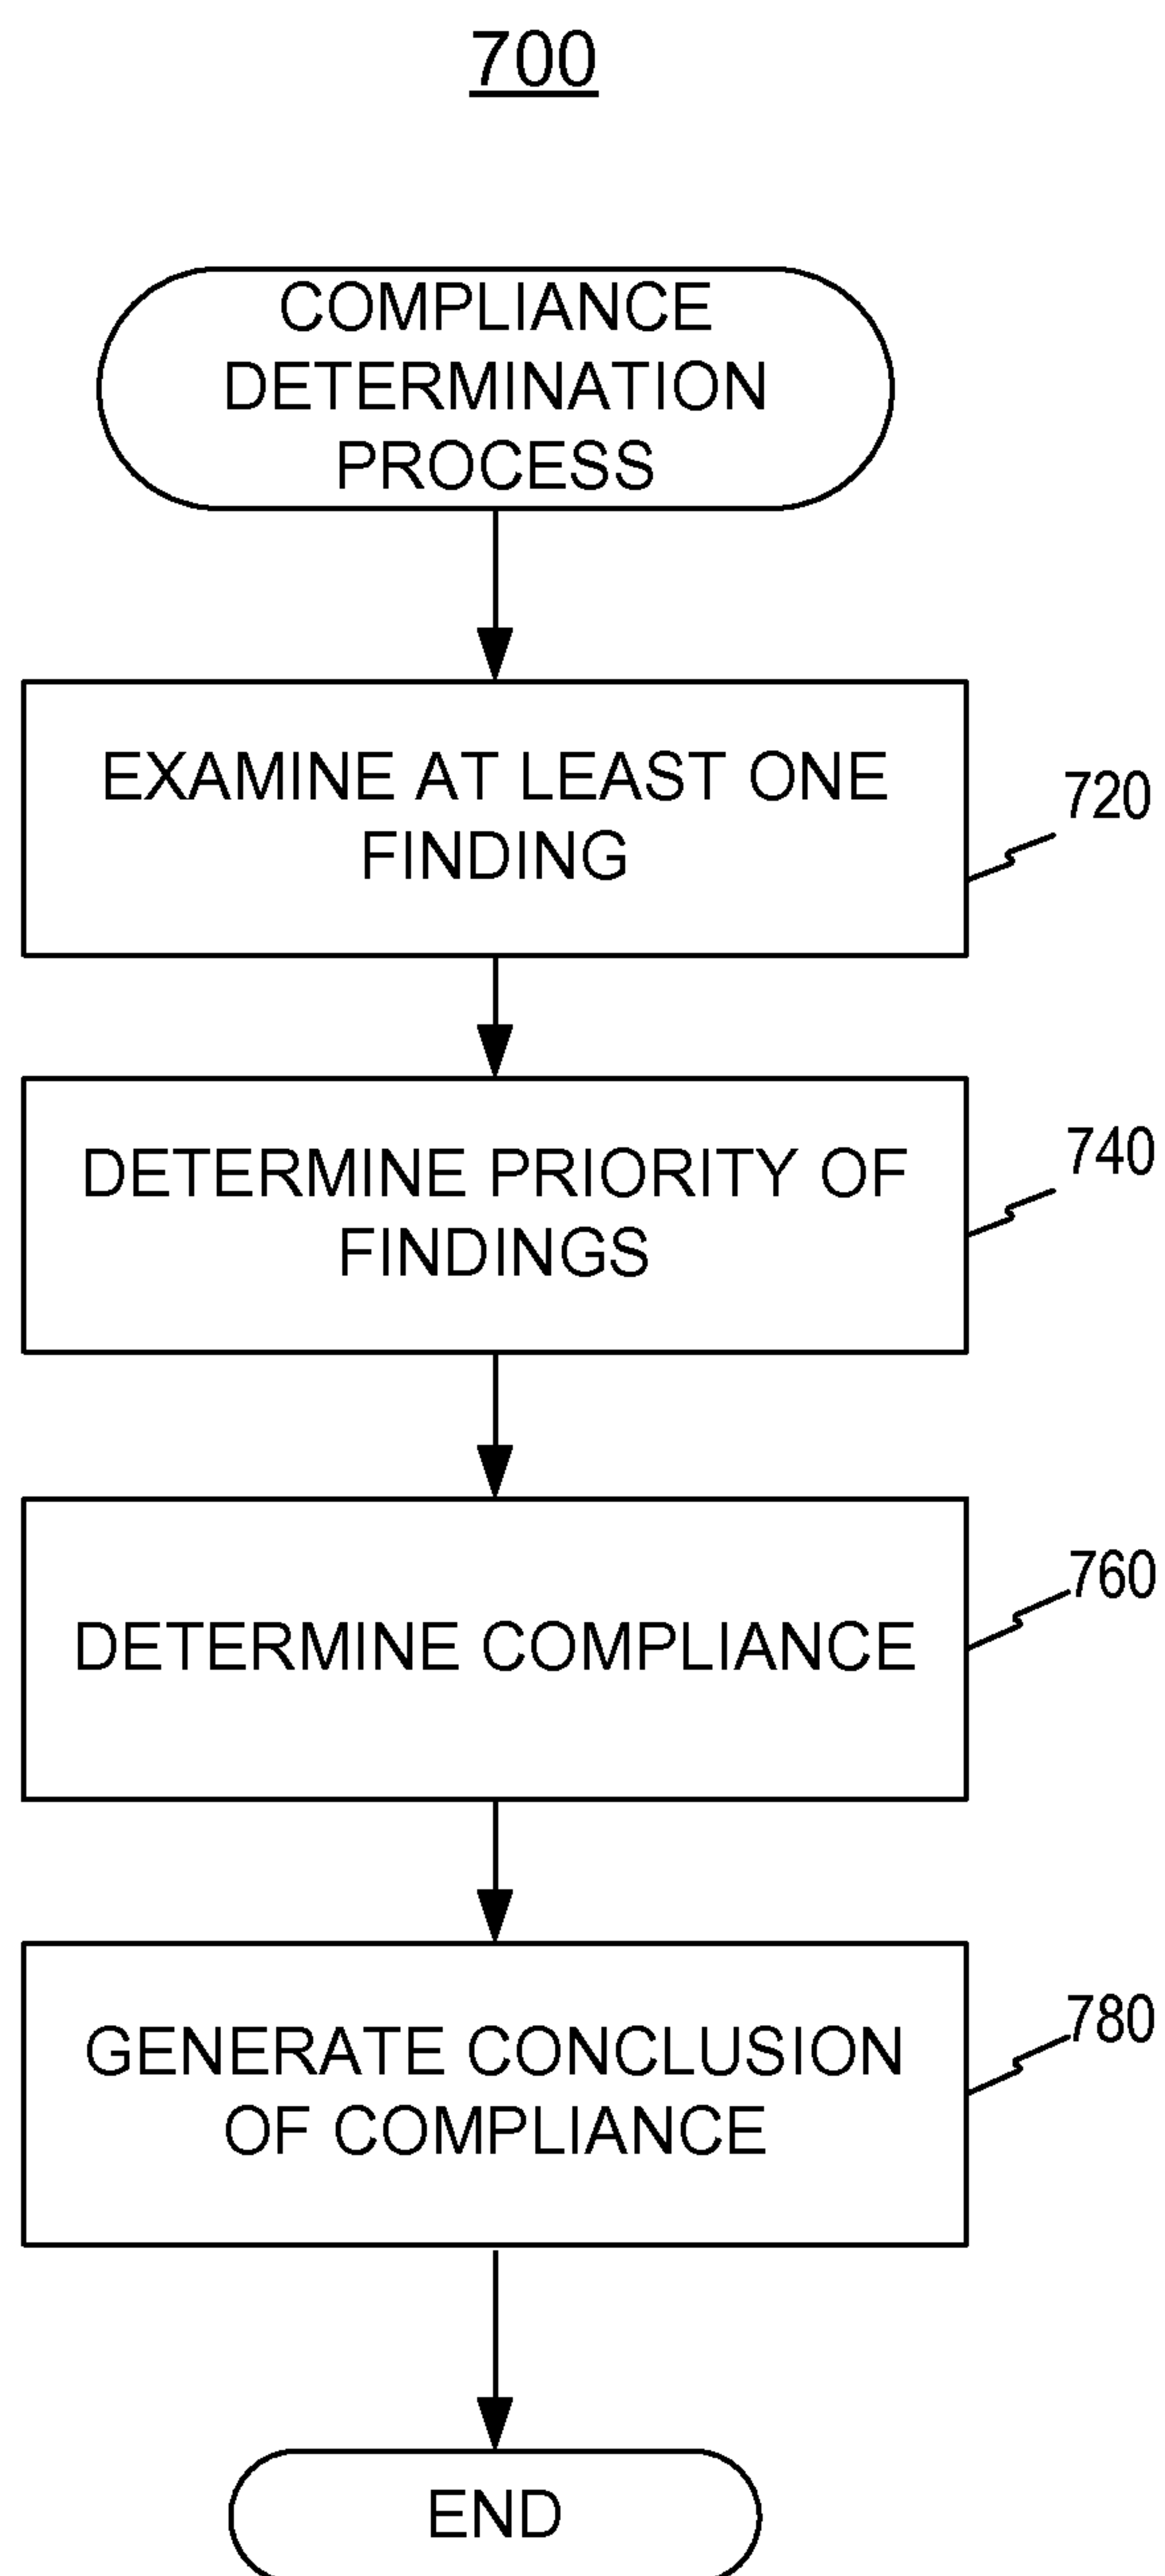 700
COMPLIANCE
DETERMINATION
PROCESS
EXAMINE AT LEAST ONE
FINDING
720
DETERMINE PRIORITY OF
FINDINGS
740
DETERMINE COMPLIANCE
760
GENERATE CONCLUSION
OF COMPLIANCE
780
END